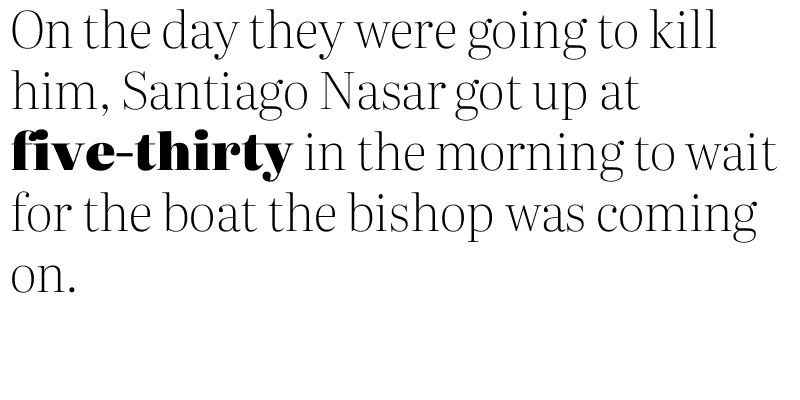 On the day they were going to kill
him, Santiago Nasar got up at
five-thirty in the morning to wait
for the boat the bishop was coming
on.